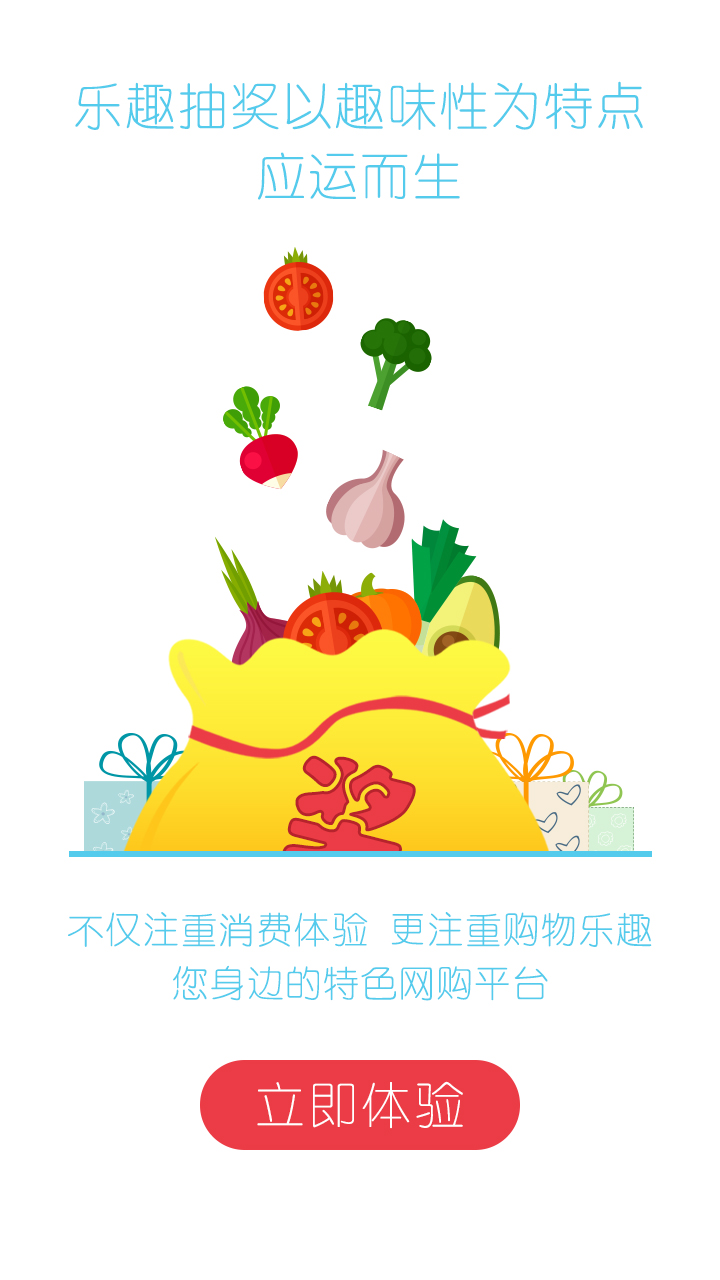 乐趣抽奖以趣味性为特点
应运而生
不仅注重消费体验 更注重购物乐趣
您身边的特色网购平台
立即体验